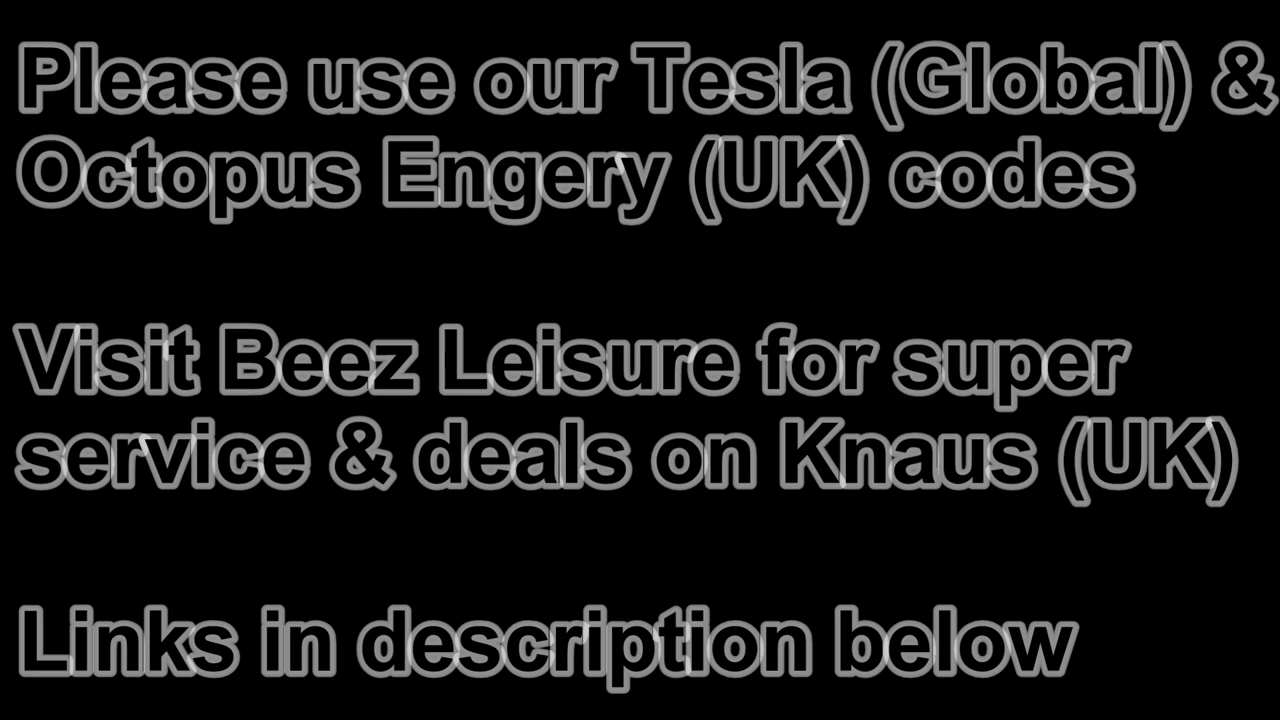 Please use our Tesla (Global) &
Octopus Engery (UK) codes
Visit Beez Leisure for super
service & deals on Knaus (UK)
Links in description below